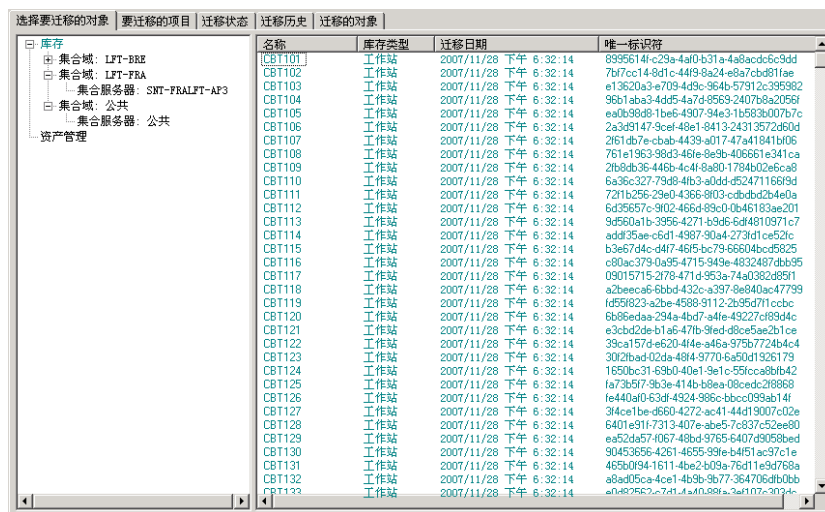 选择要迁移的对象 要迁移的项目 迁移状态 迁移历史 迁移的对象
库存
集合域: LFT-BRE
集合域: LFT-FRA
集合服务器: SNT-FRALFT-AP3
集合域: 公共
集合服务器: 公共
资产管理
名称 库存类型 迁移日期 唯一标识符
CBT101 工作站 2007/11/28 下午 6:32:14 8995614f-c29a-4af0-b31a-4a8acdc6c9dd
CBT102 工作站 2007/11/28 下午 6:32:14 7bf7cc14-8d1c-44f9-8a24-e8a7cbd81fae
CBT103 工作站 2007/11/28 下午 6:32:14 e13620a3-e709-4d9c-964b-57912c395982
CBT104 工作站 2007/11/28 下午 6:32:14 96b1aba3-4dd5-4a7d-8569-2407b8a2056f
CBT105 工作站 2007/11/28 下午 6:32:14 ea0b98d8-1be6-4907-94e3-1b583b007b7c
CBT106 工作站 2007/11/28 下午 6:32:14 2a3d9147-9cef-48e1-8413-24313572d60d
CBT107 工作站 2007/11/28 下午 6:32:14 2f61db7e-cbab-4439-a017-47a41841bf06
CBT108 工作站 2007/11/28 下午 6:32:14 761e1963-98d3-46fe-8e9b-406661e341ca
CBT109 工作站 2007/11/28 下午 6:32:14 2fb8db36-446b-4c4f-8a80-1784b02e6ca8
CBT110 工作站 2007/11/28 下午 6:32:14 6a36c327-79d8-4fb3-a0dd-d52471166f9d
CBT111 工作站 2007/11/28 下午 6:32:14 72f1b256-29e0-4366-8f03-cdbdbd2b4e0a
CBT112 工作站 2007/11/28 下午 6:32:14 6d35657c-9f02-466d-89c0-0b46183ae201
CBT113 工作站 2007/11/28 下午 6:32:14 9d560a1b-3956-4271-b9d6-6df4810971c7
CBT114 工作站 2007/11/28 下午 6:32:14 addf35ae-c6d1-4987-90a4-273fd1ce52fc
CBT115 工作站 2007/11/28 下午 6:32:14 b3e67d4c-d4f7-46f5-bc79-66604bcd5825
CBT116 工作站 2007/11/28 下午 6:32:14 c80ac379-0a95-4715-949e-4832487dbb95
CBT117 工作站 2007/11/28 下午 6:32:14 09015715-2f78-471d-953a-74a0382d85f1
CBT118 工作站 2007/11/28 下午 6:32:14 a2beeca6-6bbd-432c-a397-8e840ac47799
CBT119 工作站 2007/11/28 下午 6:32:14 fd55f823-a2be-4588-9112-2b95d7f1ccbc
CBT120 工作站 2007/11/28 下午 6:32:14 6b86edaa-294a-4bd7-a4fe-49227cf89d4c
CBT121 工作站 2007/11/28 下午 6:32:14 e3cbd2de-b1a6-47fb-9fed-d8ce5ae2b1ce
CBT122 工作站 2007/11/28 下午 6:32:14 39ca157d-e620-4f4e-a46a-975b7724b4c4
CBT123 工作站 2007/11/28 下午 6:32:14 30f2fbad-02da-48f4-9770-6a50d1926179
CBT124 工作站 2007/11/28 下午 6:32:14 1650bc31-69b0-40e1-9e1c-55fcca8bfb42
CBT125 工作站 2007/11/28 下午 6:32:14 fa73b5f7-9b3e-414b-b8ea-08cedc2f8868
CBT126 工作站 2007/11/28 下午 6:32:14 fe440af0-63df-4924-986c-bbcc099ab14f
CBT127 工作站 2007/11/28 下午 6:32:14 3f4ce1be-d660-4272-ac41-44d19007c02e
CBT128 工作站 2007/11/28 下午 6:32:14 6401e91f-7313-407e-abe5-7c837c52ee80
CBT129 工作站 2007/11/28 下午 6:32:14 ea52da57-f067-48bd-9765-6407d9058bed
CBT130 工作站 2007/11/28 下午 6:32:14 90453656-4261-4655-99fe-b4f51ac97c1e
CBT131 工作站 2007/11/28 下午 6:32:14 465b0f94-1611-4be2-b09a-76d11e9d768a
CBT132 工作站 2007/11/28 下午 6:32:14 a8ad05ca-4ce1-4b9b-9b77-364706dfb0bb
CBT133 工作站 2007/11/28 下午 6:32:14